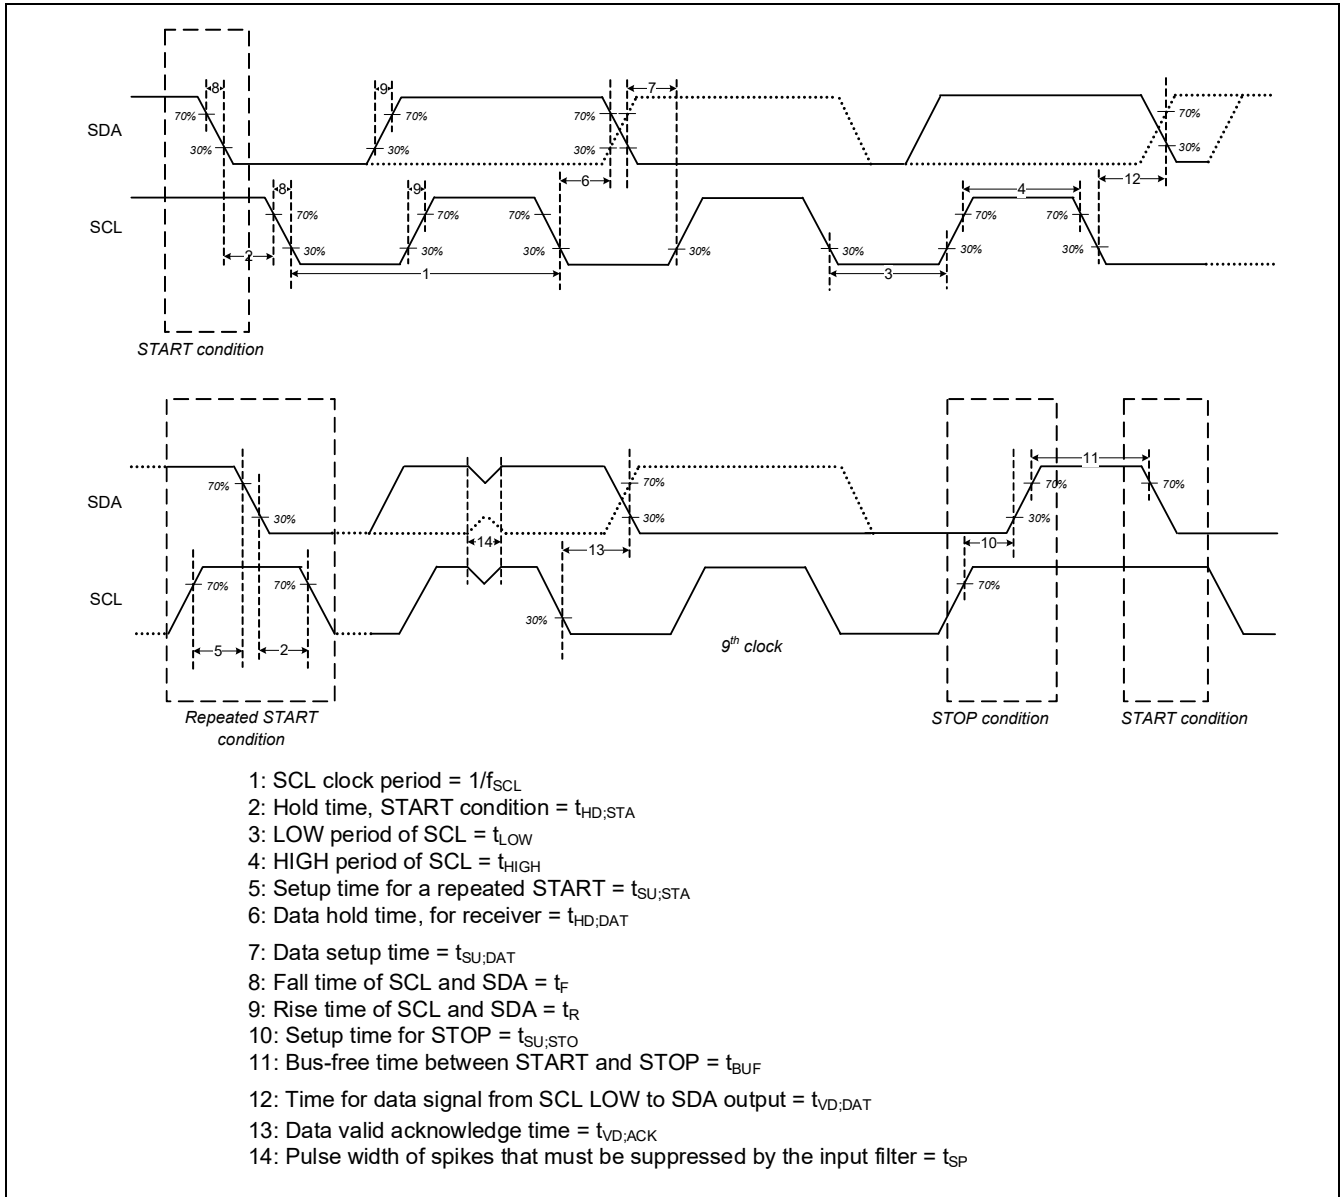 8 9 7
70% 70% 70% 70%
SDA
30% 30% 30% 30%
6 12
8 9 4
70% 70% 70% 70% 70%
SCL
30% 30% 30% 30% 30% 30% 30%
2 1 3
START condition
11
70% 70% 70% 70%
SDA
30% 30% 30%
14 13 10
70% 70% 70%
SCL
30%
5 2 9th clock
Repeated START
condition
STOP condition START condition
1: SCL clock period = 1/fSCL
2: Hold time, START condition = tHD;STA
3: LOW period of SCL = tLOW
4: HIGH period of SCL = tHIGH
5: Setup time for a repeated START = tSU;STA
6: Data hold time, for receiver = tHD;DAT
7: Data setup time = tSU;DAT
8: Fall time of SCL and SDA = tF
9: Rise time of SCL and SDA = tR
10: Setup time for STOP = tSU;STO
11: Bus-free time between START and STOP = tBUF
12: Time for data signal from SCL LOW to SDA output = tVD;DAT
13: Data valid acknowledge time = tVD;ACK
14: Pulse width of spikes that must be suppressed by the input filter = tSP